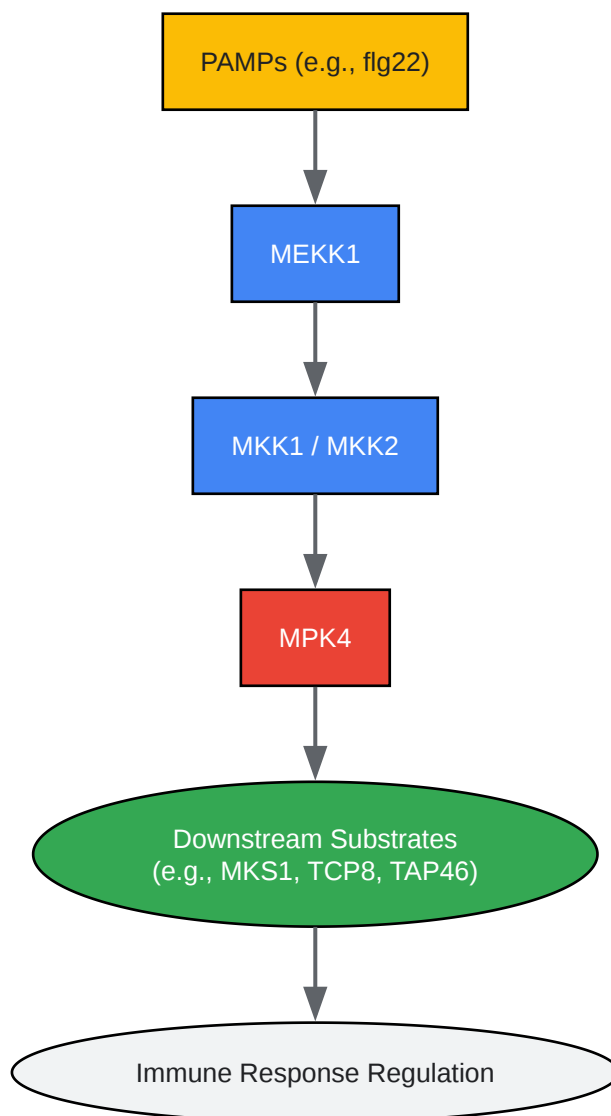 PAMPs (e.g., flg22)
MEKK1
MKK1 / MKK2
MPK4
Downstream Substrates
(e.g., MKS1, TCP8, TAP46)
Immune Response Regulation